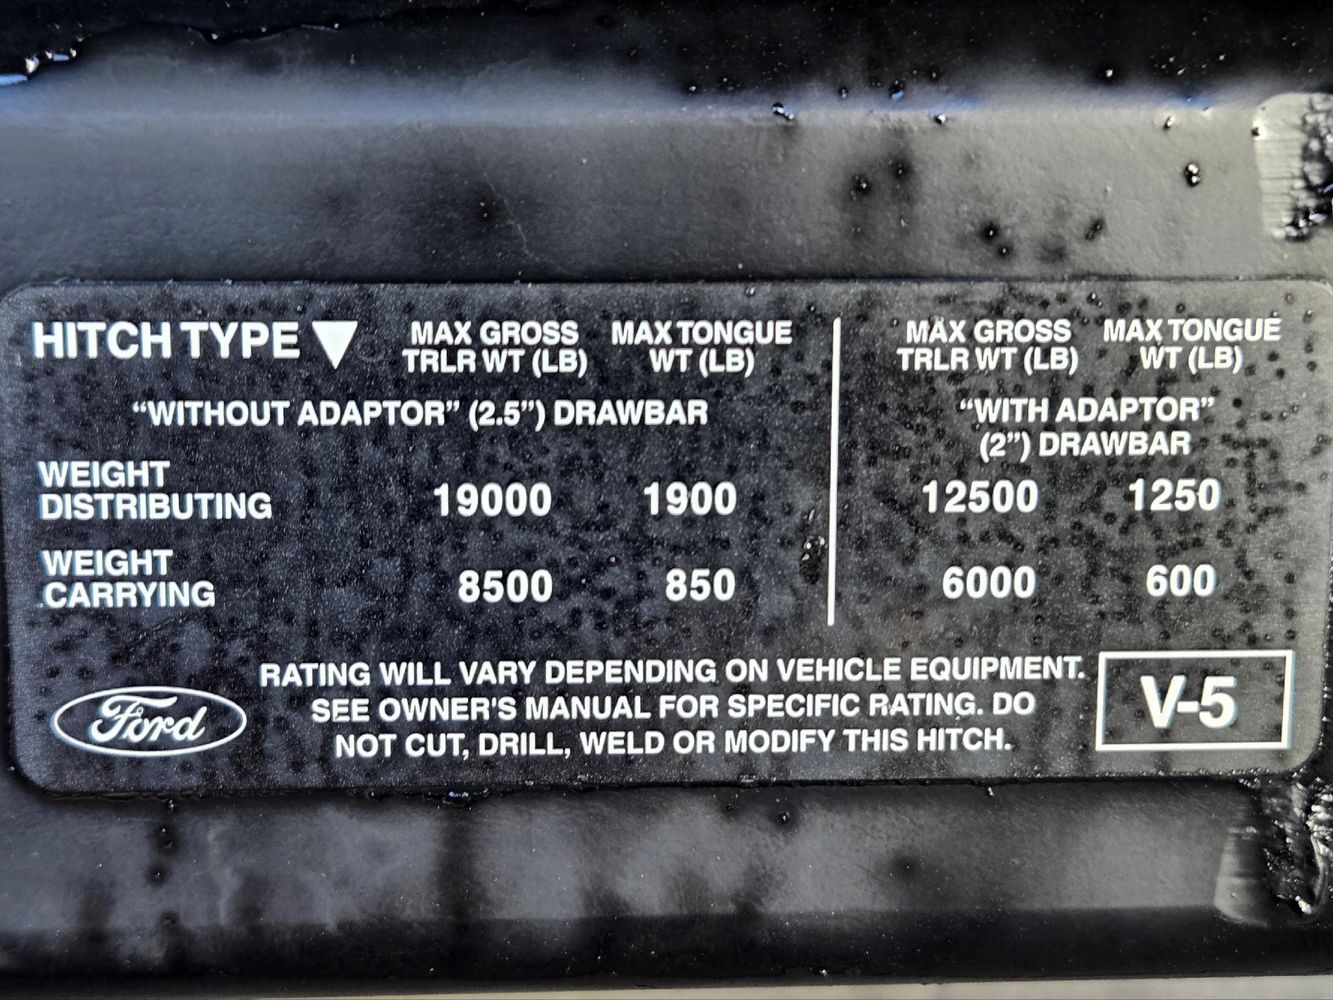 HITCH TYPE ▼ MAX GROSS TRLR WT (LB) MAX TONGUE WT (LB) MAX GROSS TRLR WT (LB) MAX TONGUE WT (LB)
“WITHOUT ADAPTOR” (2.5”) DRAWBAR
“WITH ADAPTOR”
(2”) DRAWBAR
WEIGHT
DISTRIBUTING 19000 1900 12500 1250
WEIGHT
CARRYING 8500 850 6000 600
RATING WILL VARY DEPENDING ON VEHICLE EQUIPMENT.
SEE OWNER'S MANUAL FOR SPECIFIC RATING. DO
NOT CUT, DRILL, WELD OR MODIFY THIS HITCH.
Ford
V-5